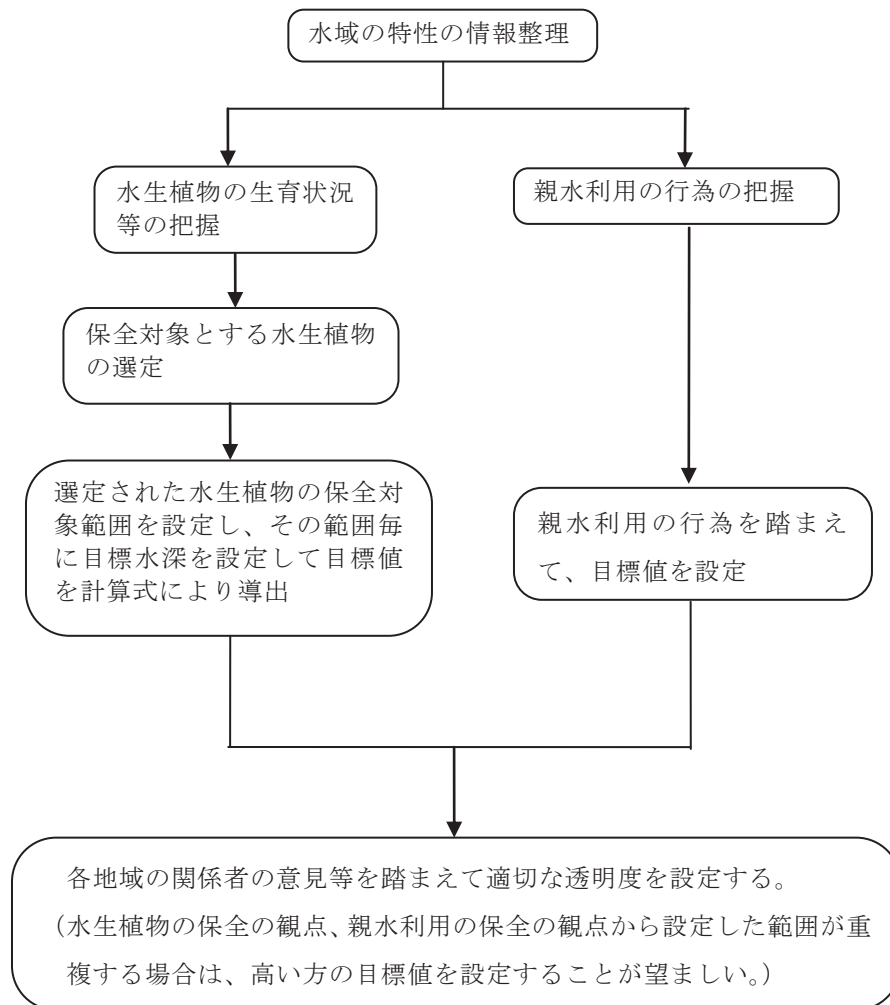 水域の特性の情報整理
水生植物の生育状況
等の把握
親水利用の行為の把握
保全対象とする水生植物
の選定
選定された水生植物の保全対
象範囲を設定し、その範囲毎
に目標水深を設定して目標値
を計算式により導出
親水利用の行為を踏まえ
て、目標値を設定
各地域の関係者の意見等を踏まえて適切な透明度を設定する。
（水生植物の保全の観点、親水利用の保全の観点から設定した範囲が重
複する場合は、高い方の目標値を設定することが望ましい。）